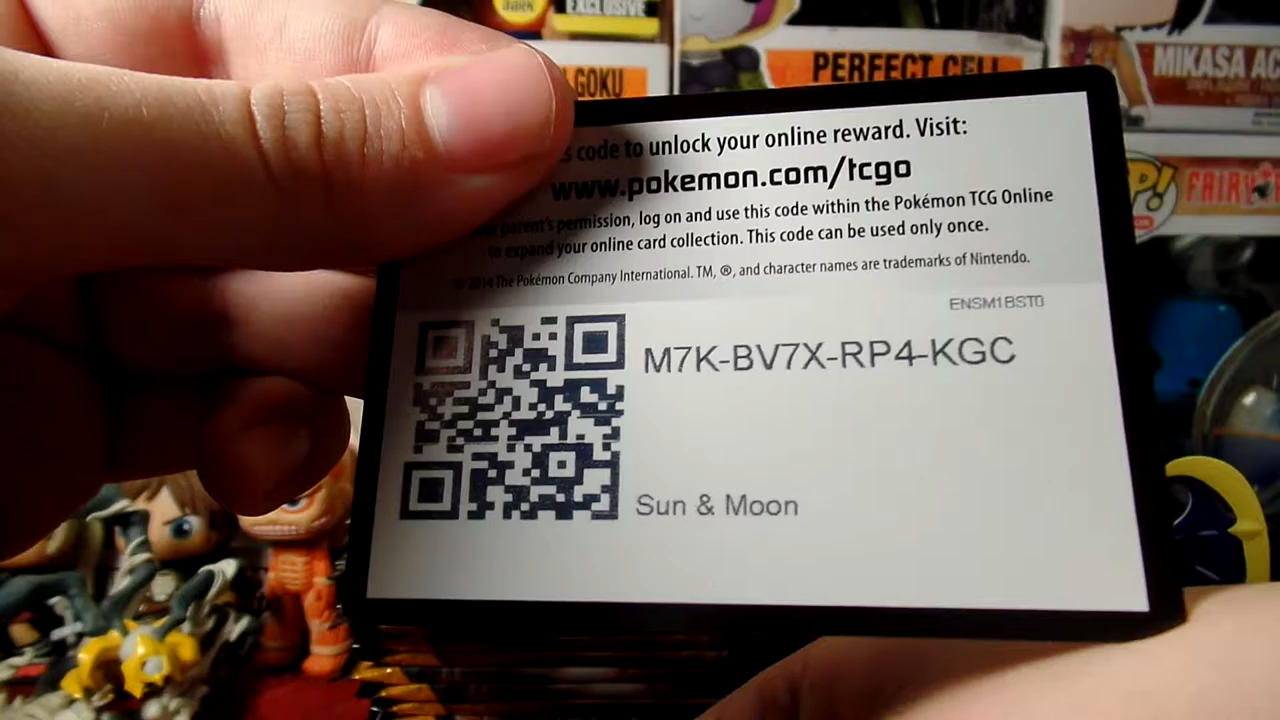 EXCLUSIVE
GOKU
PERFECT CELL
MIKASA AC
POP!
FAIRY
code to unlock your online reward. Visit:
www.pokemon.com/tcgo
parent's permission, log on and use this code within the Pokémon TCG Online
to expand your online card collection. This code can be used only once.
© 2014 The Pokémon Company International. TM, ®, and character names are trademarks of Nintendo.
ENSM1BST0
M7K-BV7X-RP4-KGC
Sun & Moon